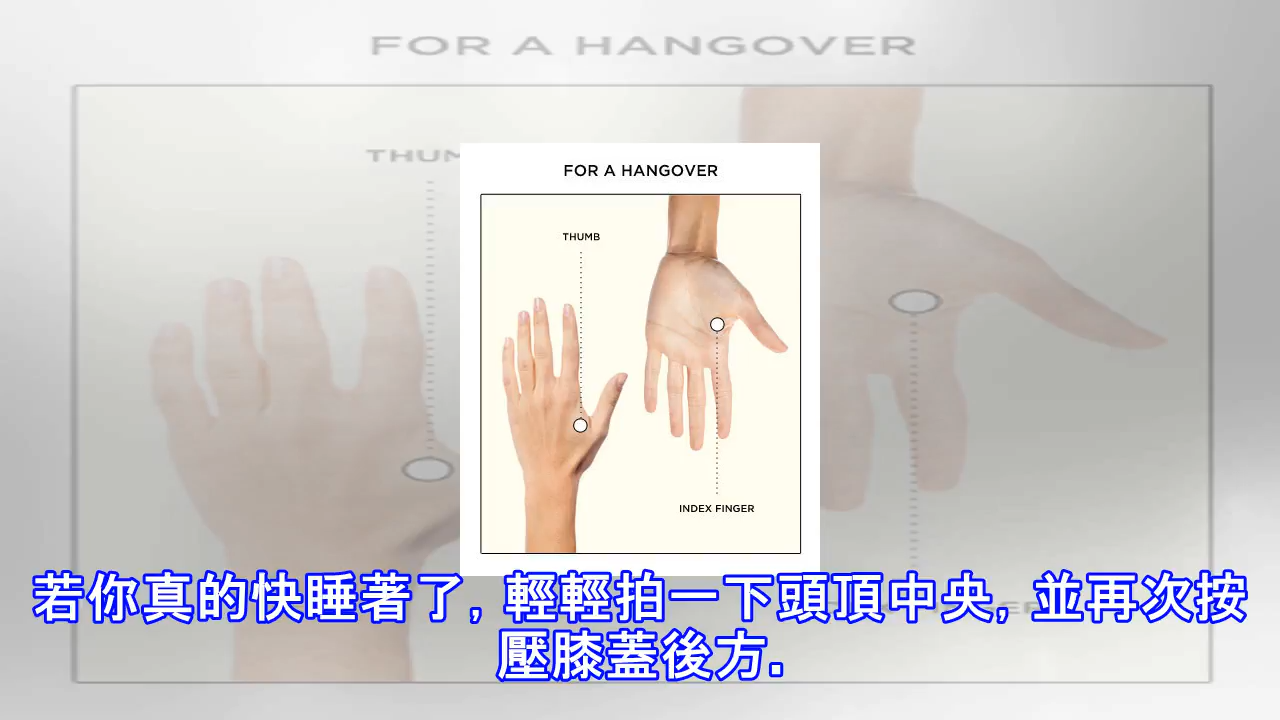 FOR A HANGOVER
THUM
FOR A HANGOVER
THUMB
INDEX FINGER
若你真的快睡著了, 輕輕拍一下頭頂中央, 並再次按
壓膝蓋後方.